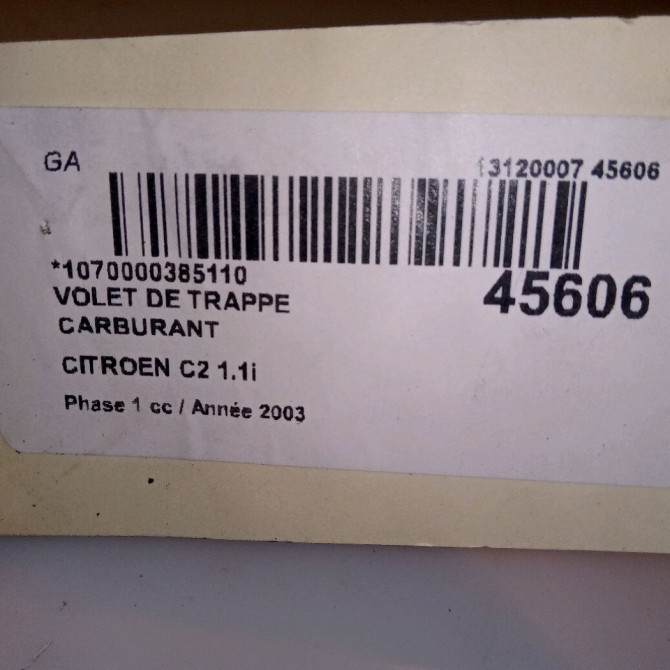 GA
13120007 45606
*1070000385110
45606
VOLET DE TRAPPE
CARBURANT
CITROEN C2 1.1i
Phase 1 cc / Année 2003